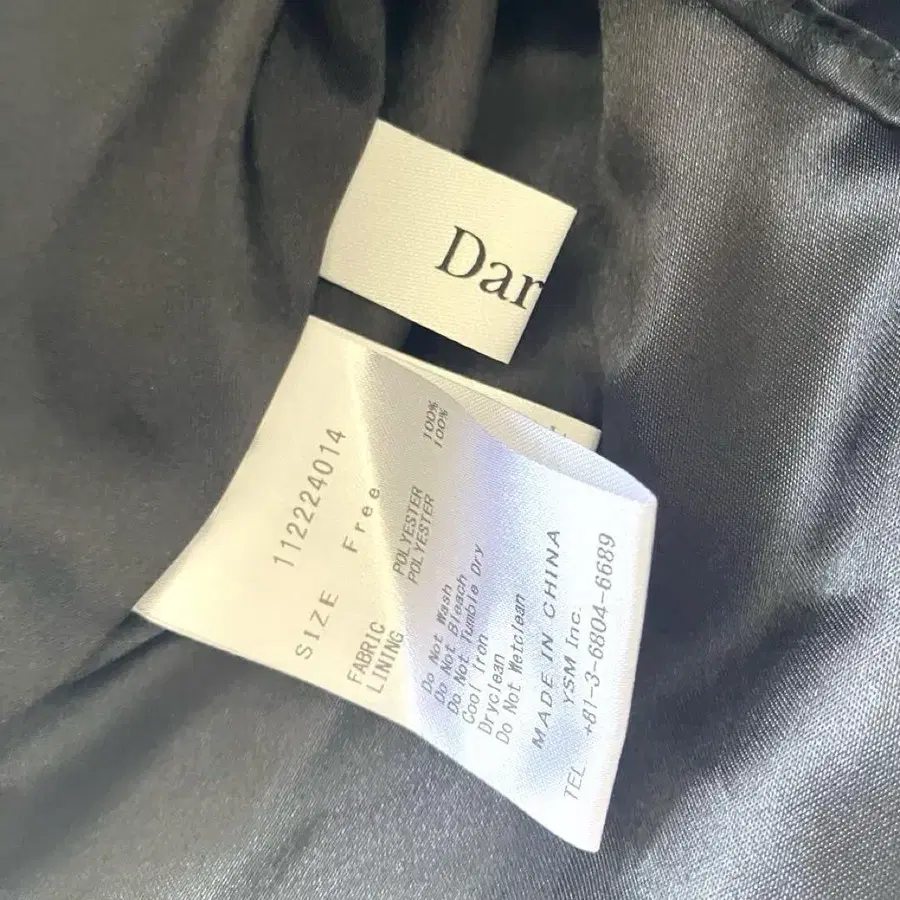 Dar
112224014
SIZE Free
FABRIC POLYESTER 100%
LINING POLYESTER 100%
Do Not Wash
Do Not Bleach
Do Not Tumble Dry
Cool Iron
Dryclean
Do Not Wetclean
MADE IN CHINA
YSM Inc.
TEL +81-3-6804-6689